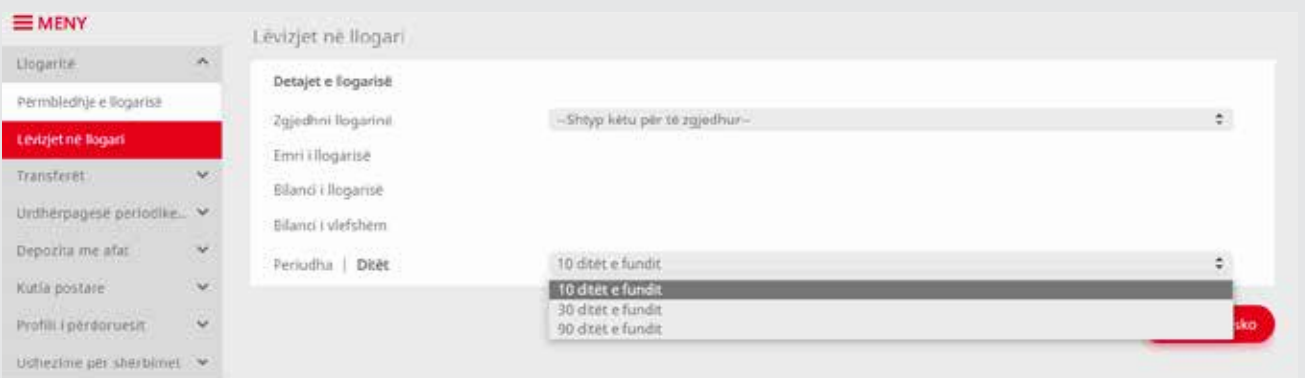 MENY
Llogaritë
Përmbledhje e llogarisë
Lëvizjet në llogari
Transferët
Urdhërpagesë periodike...
Depozita me afat
Kutia postare
Profili i përdoruesit
Udhëzime për shërbimet
Lëvizjet në llogari
Detajet e llogarisë
Zgjedhni llogarinë
--Shtyp këtu për të zgjedhur--
Emri i llogarisë
Bilanci i llogarisë
Bilanci i vlefshëm
Periudha | Ditët
10 ditët e fundit
10 ditët e fundit
30 ditët e fundit
90 ditët e fundit
sko